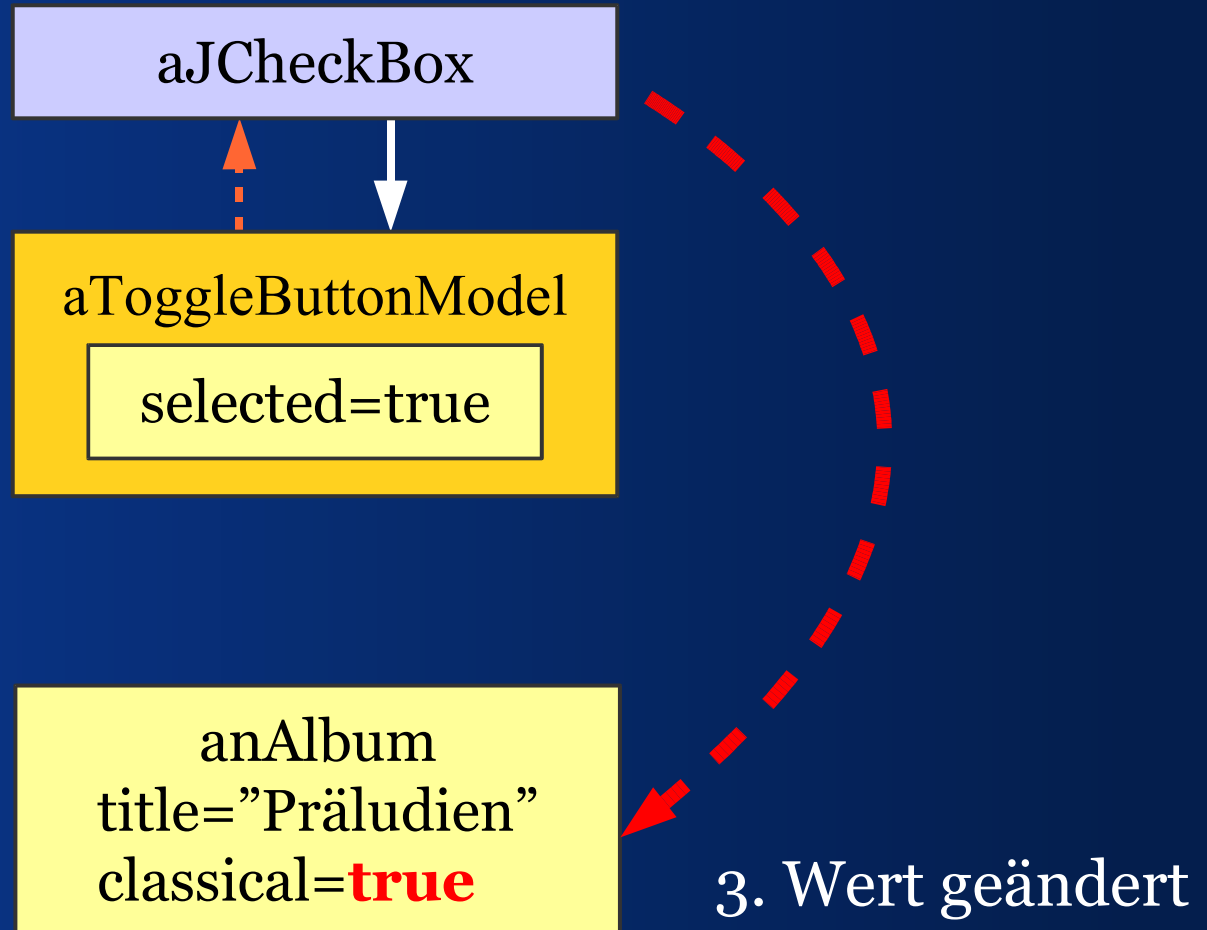 aJCheckBox
aToggleButtonModel
selected=true
anAlbum
title=”Präludien”
classical=true
3. Wert geändert